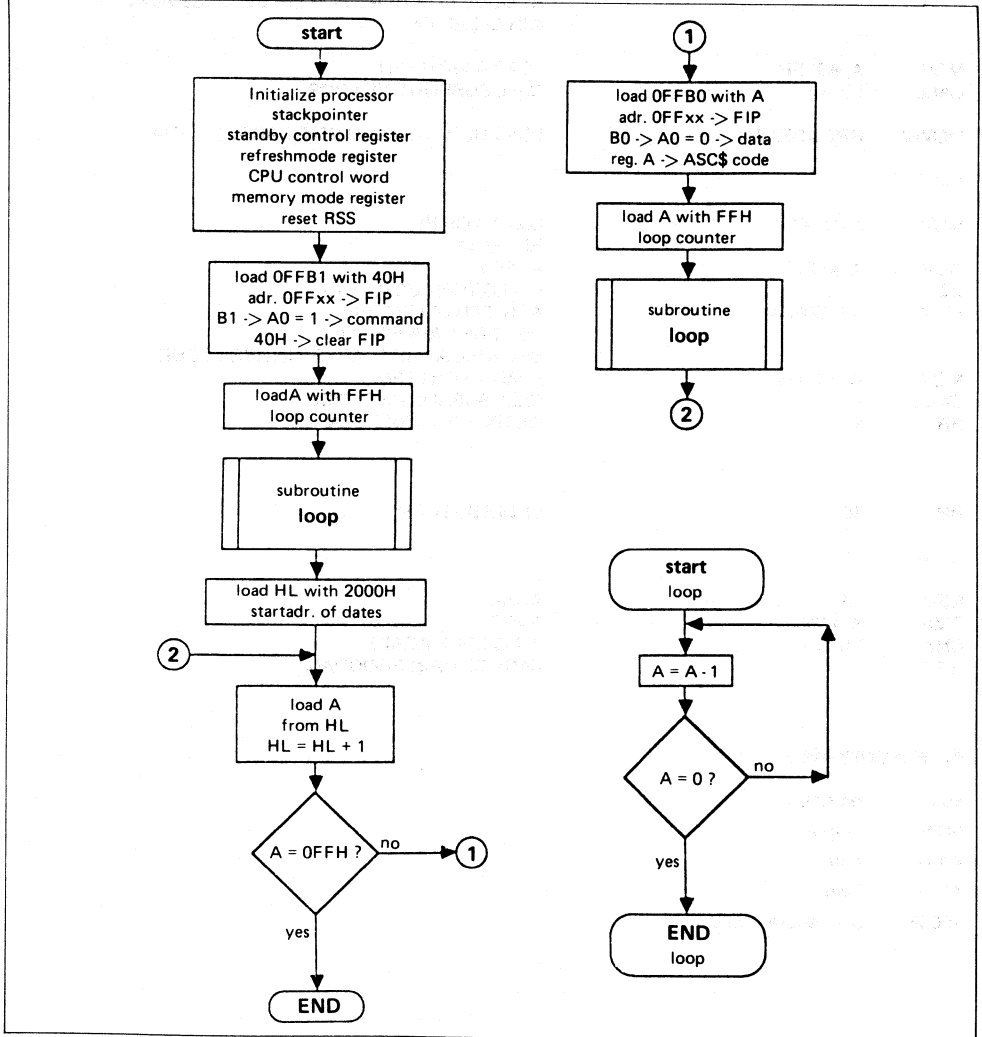 start
Initialize processor
stackpointer
standby control register
refreshmode register
CPU control word
memory mode register
reset RSS
load 0FFB1 with 40H
adr. 0FFxx -> FIP
B1 -> A0 = 1 -> command
40H -> clear FIP
loadA with FFH
loop counter
subroutine
loop
load HL with 2000H
startadr. of dates
2
load A
from HL
HL = HL + 1
A = 0FFH ?
no
1
yes
END
1
load 0FFB0 with A
adr. 0FFxx -> FIP
B0 -> A0 = 0 -> data
reg. A -> ASC$ code
load A with FFH
loop counter
subroutine
loop
2
start
loop
A = A - 1
A = 0 ?
no
yes
END
loop